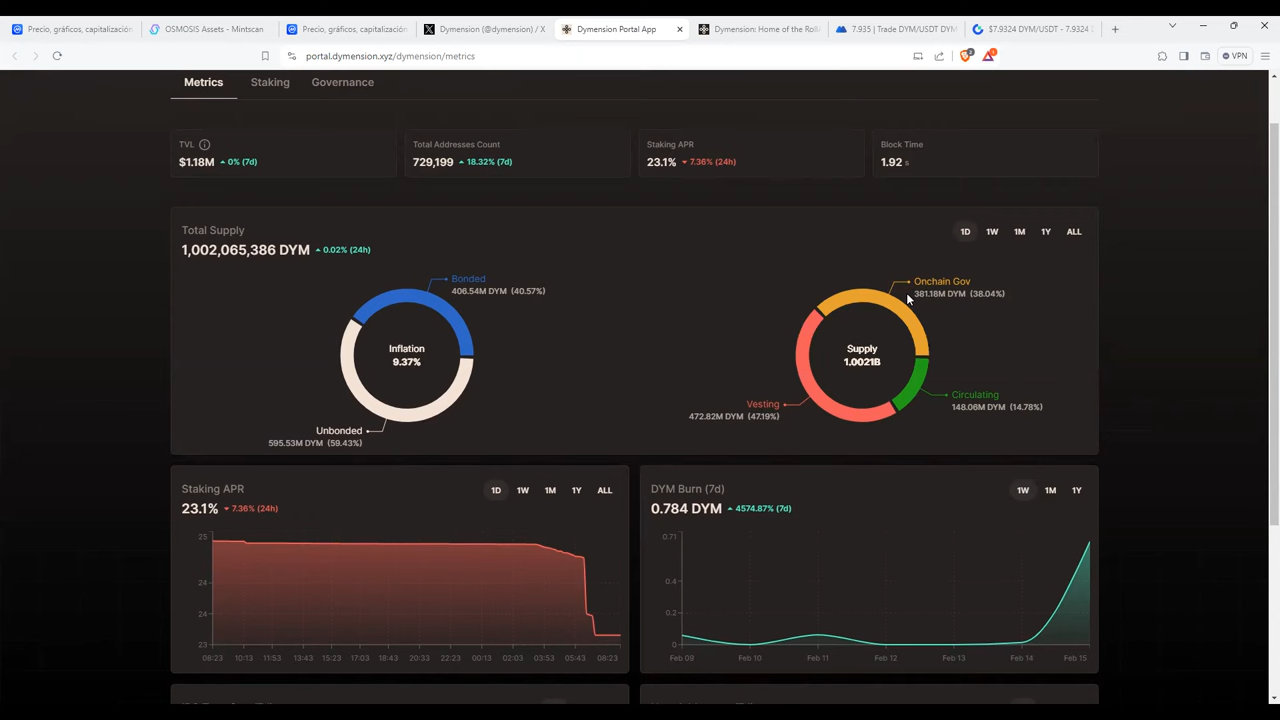 Precio, gráficos, capitalización
OSMOSIS Assets - Mintscan
Precio, gráficos, capitalización
Dymension (@dymension) / X
Dymension Portal App
Dymension: Home of the Roll
7.935 | Trade DYM/USDT DYM
$7.9324 DYM/USDT - 7.9324
portal.dymension.xyz/dymension/metrics
VPN
Metrics
Staking
Governance
TVL
$1.18M 0% (7d)
Total Addresses Count
729,199 18.32% (7d)
Staking APR
23.1% 7.36% (24h)
Block Time
1.92 s
Total Supply
1,002,065,386 DYM 0.02% (24h)
1D 1W 1M 1Y ALL
Bonded
406.54M DYM (40.57%)
Inflation
9.37%
Unbonded
595.53M DYM (59.43%)
Onchain Gov
381.18M DYM (38.04%)
Supply
1.0021B
Circulating
148.06M DYM (14.78%)
Vesting
472.82M DYM (47.19%)
Staking APR
23.1% 7.36% (24h)
1D 1W 1M 1Y ALL
25
24
24
23
08:23 10:13 11:53 13:43 15:23 17:03 18:43 20:33 22:23 00:13 02:03 03:53 05:43 08:23
DYM Burn (7d)
0.784 DYM 4574.87% (7d)
1W 1M 1Y
0.71
0.4
0.2
0
Feb 09 Feb 10 Feb 11 Feb 12 Feb 13 Feb 14 Feb 15